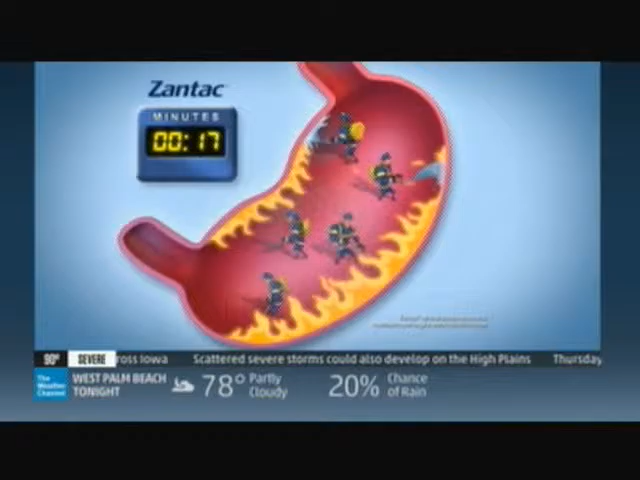 Zantac
MINUTES
00:17
90° SEVERE ross Iowa Scattered severe storms could also develop on the High Plains Thursday
The Weather Channel
WEST PALM BEACH TONIGHT 78° Partly Cloudy 20% Chance of Rain